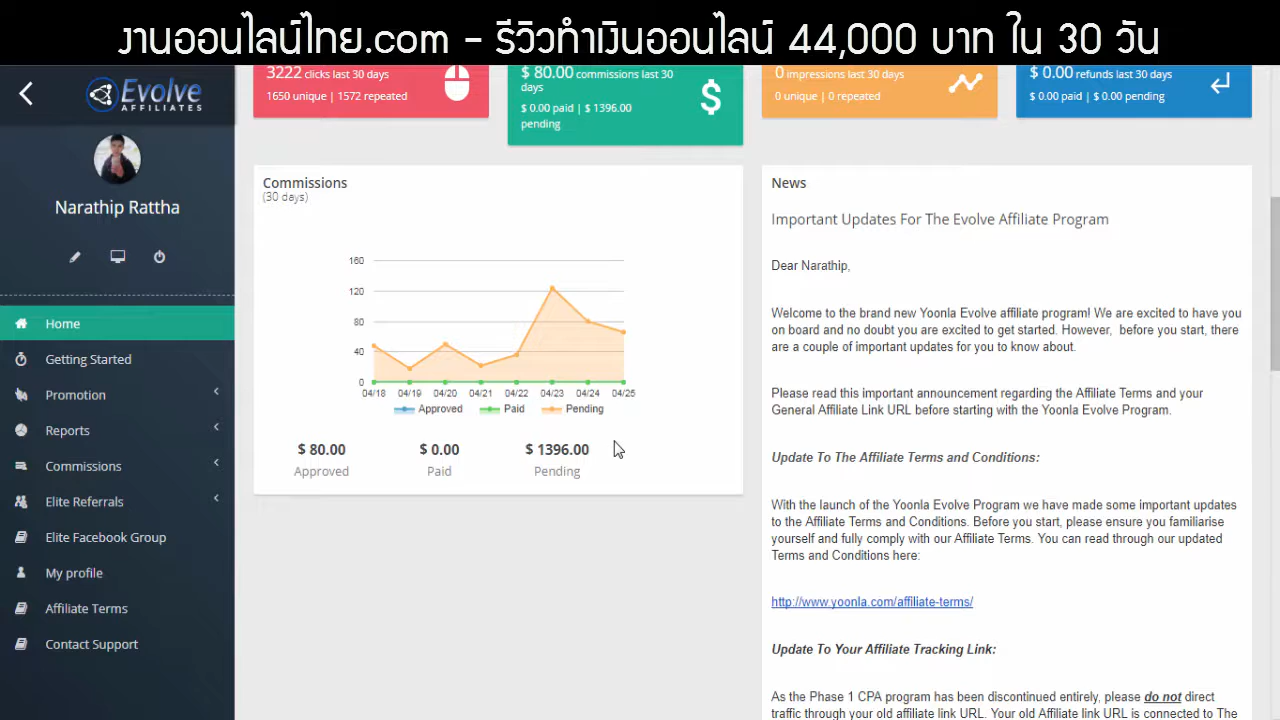 งานออนไลน์ไทย.com - รีวิวทำเงินออนไลน์ 44,000 บาท ใน 30 วัน
Evolve
AFFILIATES
Narathip Rattha
Home
Getting Started
Promotion
Reports
Commissions
Elite Referrals
Elite Facebook Group
My profile
Affiliate Terms
Contact Support
3222 clicks last 30 days
1650 unique | 1572 repeated
$ 80.00 commissions last 30
days
$ 0.00 paid | $ 1396.00
pending
0 impressions last 30 days
0 unique | 0 repeated
$ 0.00 refunds last 30 days
$ 0.00 paid | $ 0.00 pending
Commissions
(30 days)
160
120
80
40
0
04/18 04/19 04/20 04/21 04/22 04/23 04/24 04/25
Approved Paid Pending
$ 80.00 $ 0.00 $ 1396.00
Approved Paid Pending
News
Important Updates For The Evolve Affiliate Program
Dear Narathip,
Welcome to the brand new Yoonla Evolve affiliate program! We are excited to have you
on board and no doubt you are excited to get started. However, before you start, there
are a couple of important updates for you to know about.
Please read this important announcement regarding the Affiliate Terms and your
General Affiliate Link URL before starting with the Yoonla Evolve Program.
Update To The Affiliate Terms and Conditions:
With the launch of the Yoonla Evolve Program we have made some important updates
to the Affiliate Terms and Conditions. Before you start, please ensure you familiarise
yourself and fully comply with our Affiliate Terms. You can read through our updated
Terms and Conditions here:
http://www.yoonla.com/affiliate-terms/
Update To Your Affiliate Tracking Link:
As the Phase 1 CPA program has been discontinued entirely, please do not direct
traffic through your old affiliate link URL. Your old Affiliate link URL is connected to The